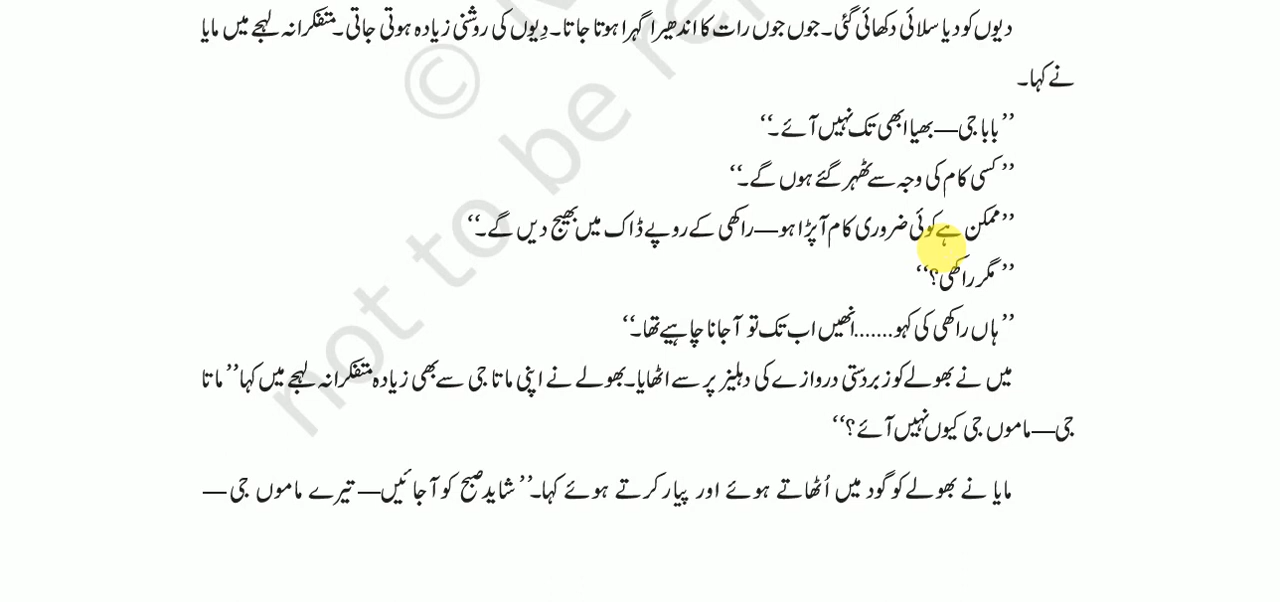 دیوں کو دیا سلائی دکھائی گئی۔ جوں جوں رات کا اندھیرا گہرا ہوتا جاتا۔ دِیوں کی روشنی زیادہ ہوتی جاتی۔ متفکرانہ لہجے میں مایا
نے کہا۔
’’بابا جی—بھیا ابھی تک نہیں آئے۔‘‘
’’کسی کام کی وجہ سے ٹھہر گئے ہوں گے۔‘‘
’’ممکن ہے کوئی ضروری کام آپڑا ہو—راکھی کے روپے ڈاک میں بھیج دیں گے۔‘‘
’’مگر راکھی؟‘‘
’’ہاں راکھی کی کہو.......انھیں اب تک تو آجانا چاہیے تھا۔‘‘
میں نے بھولے کو زبردستی دروازے کی دہلیز پر سے اٹھایا۔ بھولے نے اپنی ماتا جی سے بھی زیادہ متفکرانہ لہجے میں کہا ’’ماتا
جی—ماموں جی کیوں نہیں آئے؟‘‘
مایا نے بھولے کو گود میں اُٹھاتے ہوئے اور پیار کرتے ہوئے کہا۔ ’’شاید صبح کو آجائیں— تیرے ماموں جی—
© not to be re